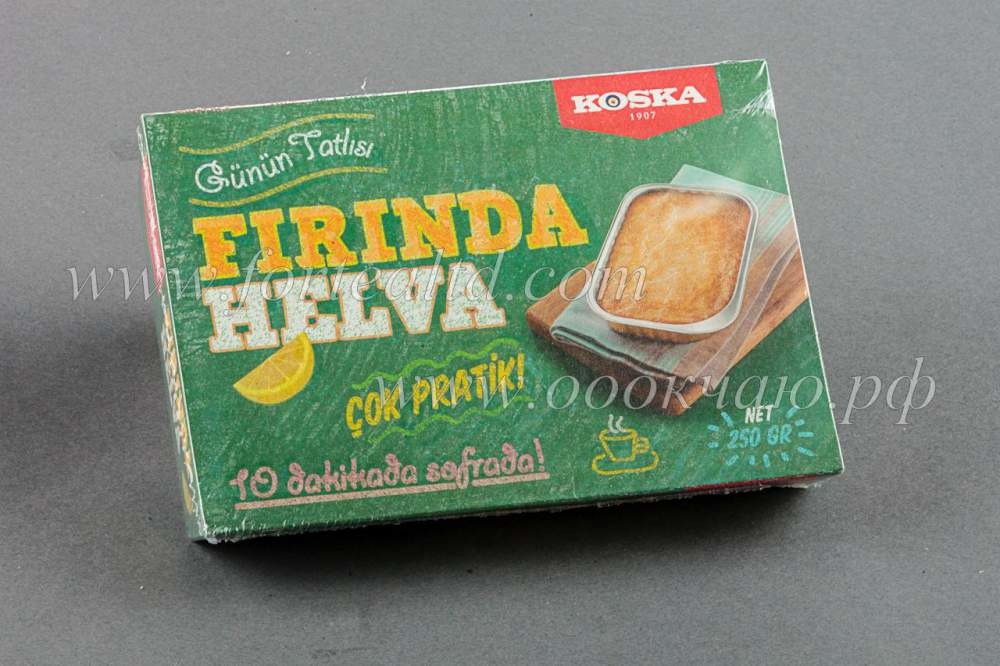 KOSKA
1907
Günün Tatlısı
FIRINDA
HELVA
www.fortecltd.com
ÇOK PRATİK!
www.оооокчаю.рф
NET
250 GR
10 dakikada sofrada!